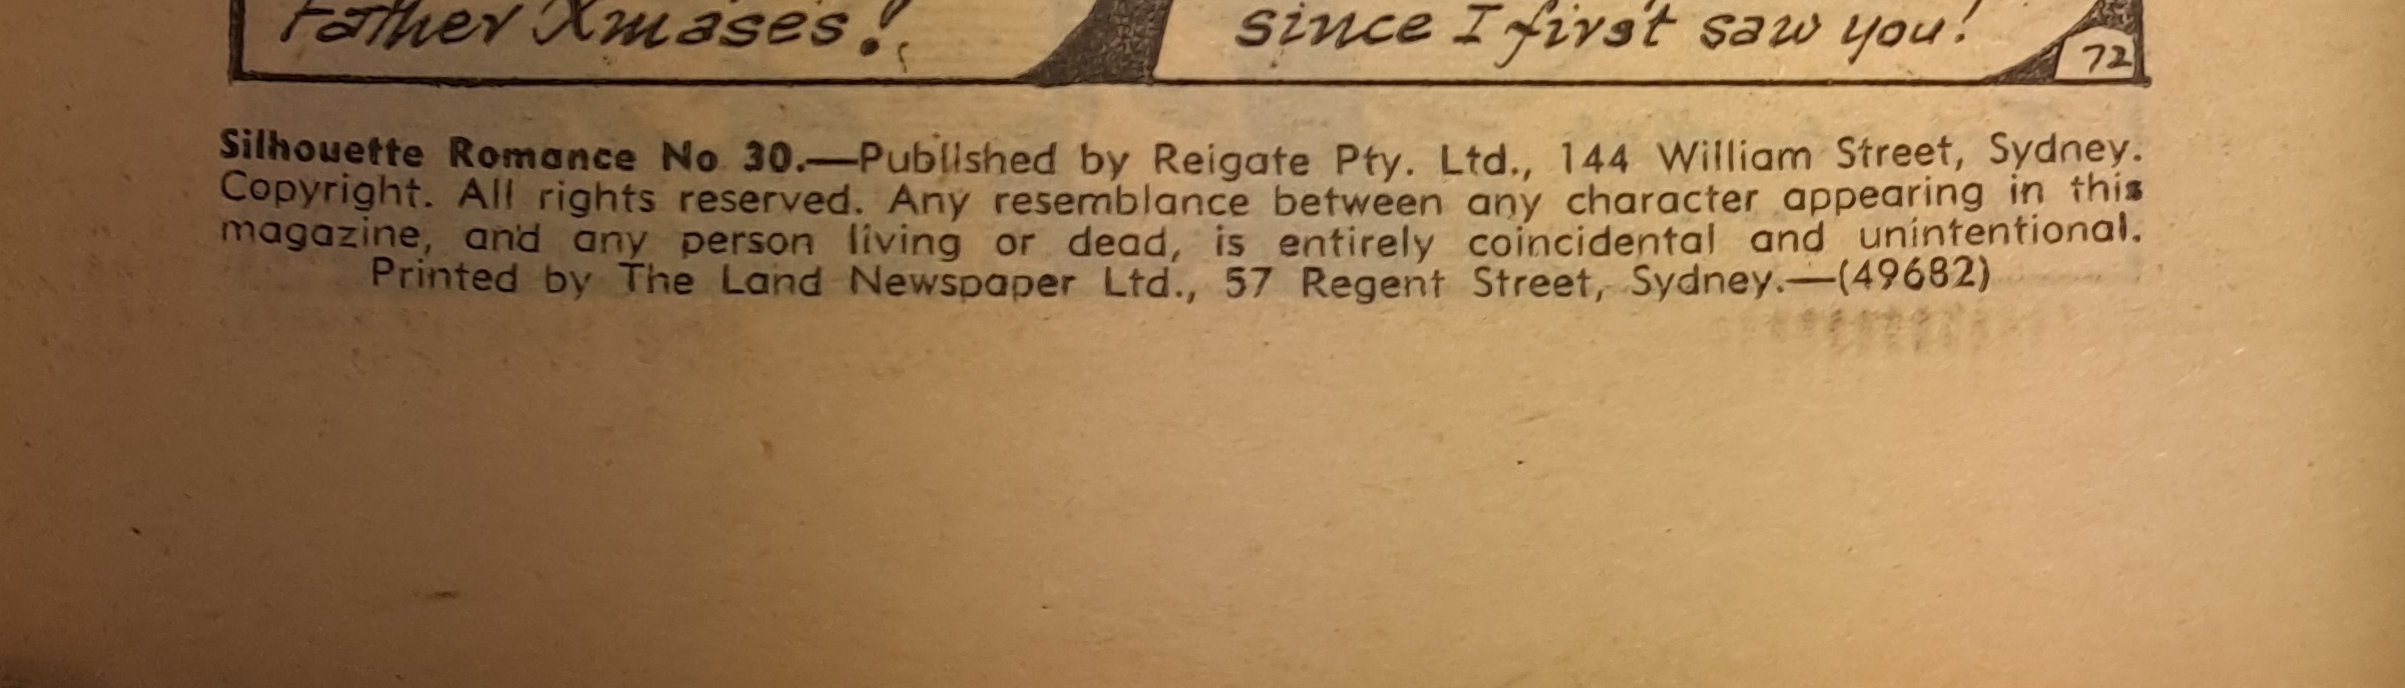 Father Xmases!
since I first saw you!
72
Silhouette Romance No 30.—Published by Reigate Pty. Ltd., 144 William Street, Sydney.
Copyright. All rights reserved. Any resemblance between any character appearing in this
magazine, and any person living or dead, is entirely coincidental and unintentional.
Printed by The Land Newspaper Ltd., 57 Regent Street, Sydney.—(49682)